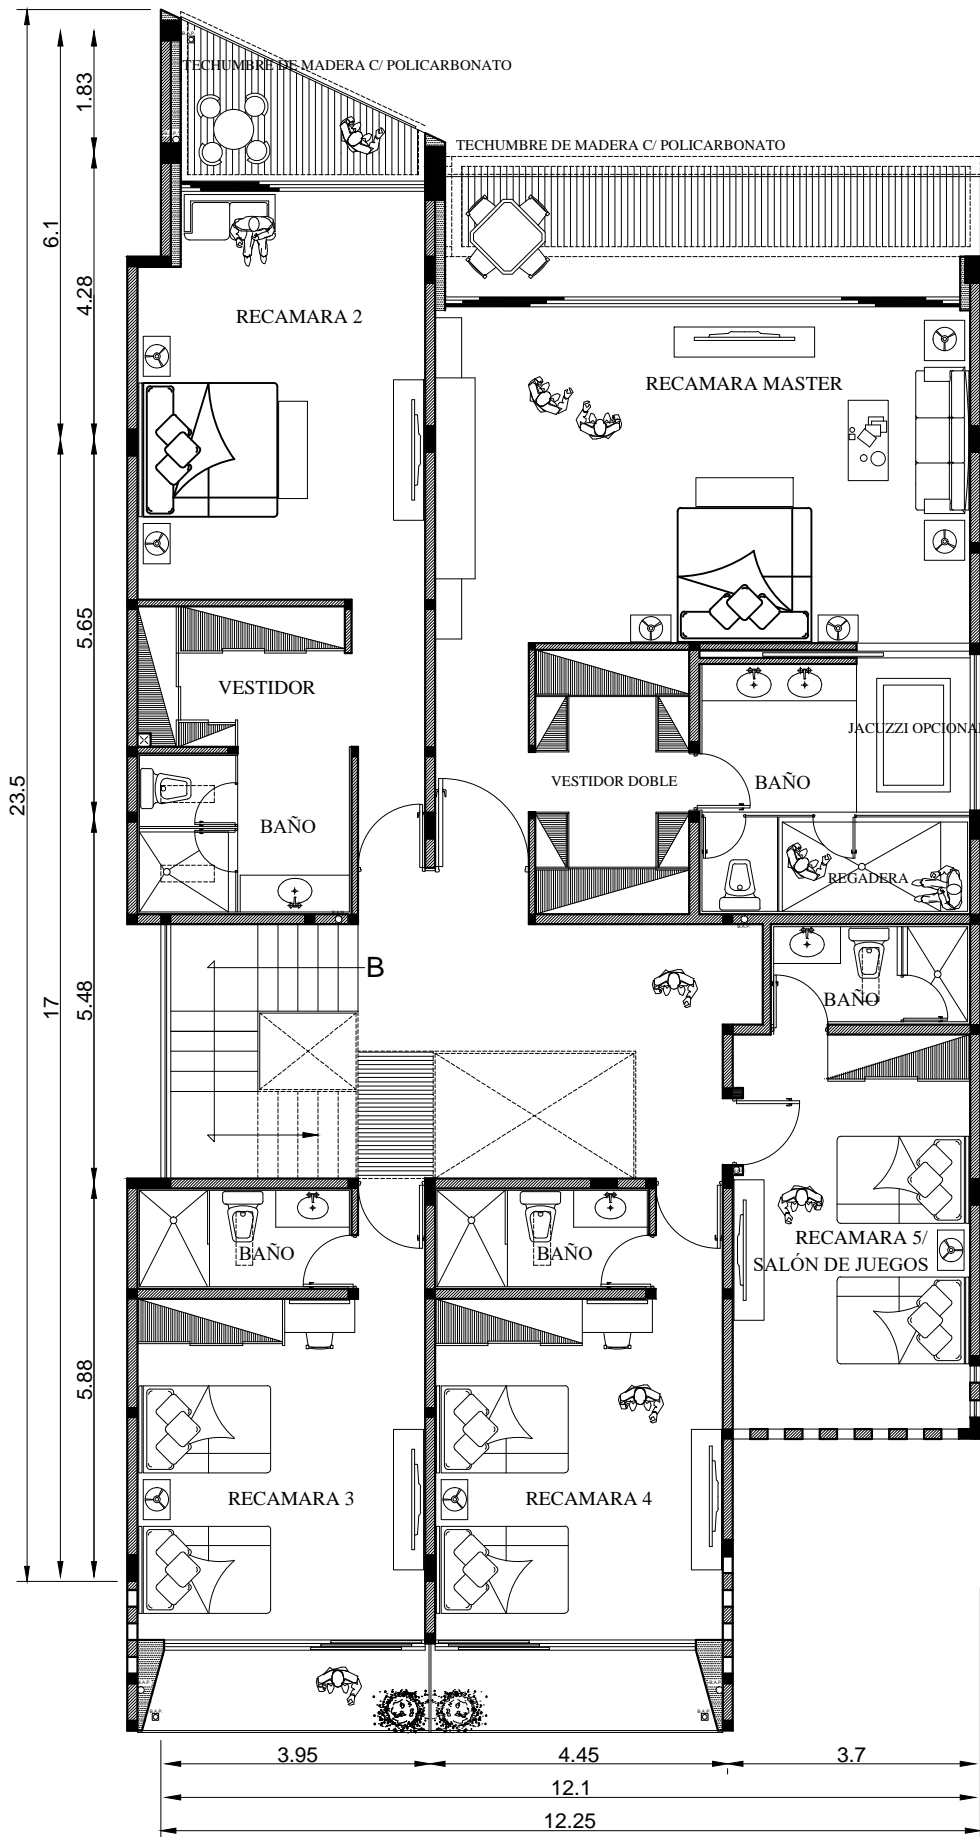 TECHUMBRE DE MADERA C/ POLICARBONATO
TECHUMBRE DE MADERA C/ POLICARBONATO
1.83
6.1
4.28
RECAMARA 2
RECAMARA MASTER
5.65
VESTIDOR
JACUZZI OPCIONA
VESTIDOR DOBLE
BAÑO
23.5
BAÑO
REGADERA
B
17
5.48
BAÑO
RECAMARA 5/
SALÓN DE JUEGOS
BAÑO
BAÑO
5.88
RECAMARA 3
RECAMARA 4
3.95
4.45
3.7
12.1
12.25